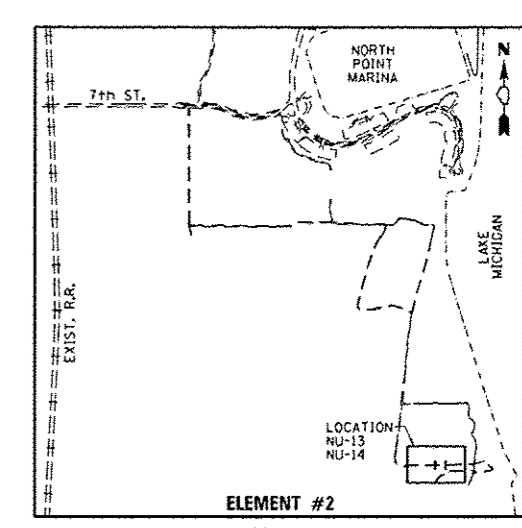 NORTH
POINT
MARINA
N
7th ST.
LAKE
MICHIGAN
EXIST. R.R.
LOCATION
NU-13
NU-14
ELEMENT #2